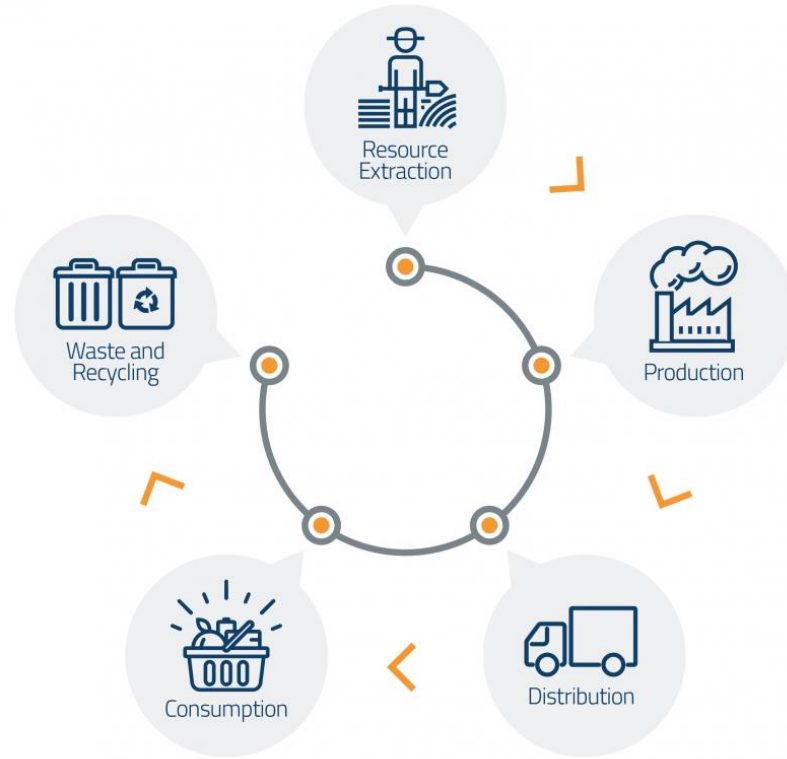 Resource
Extraction
Production
Distribution
Consumption
Waste and
Recycling